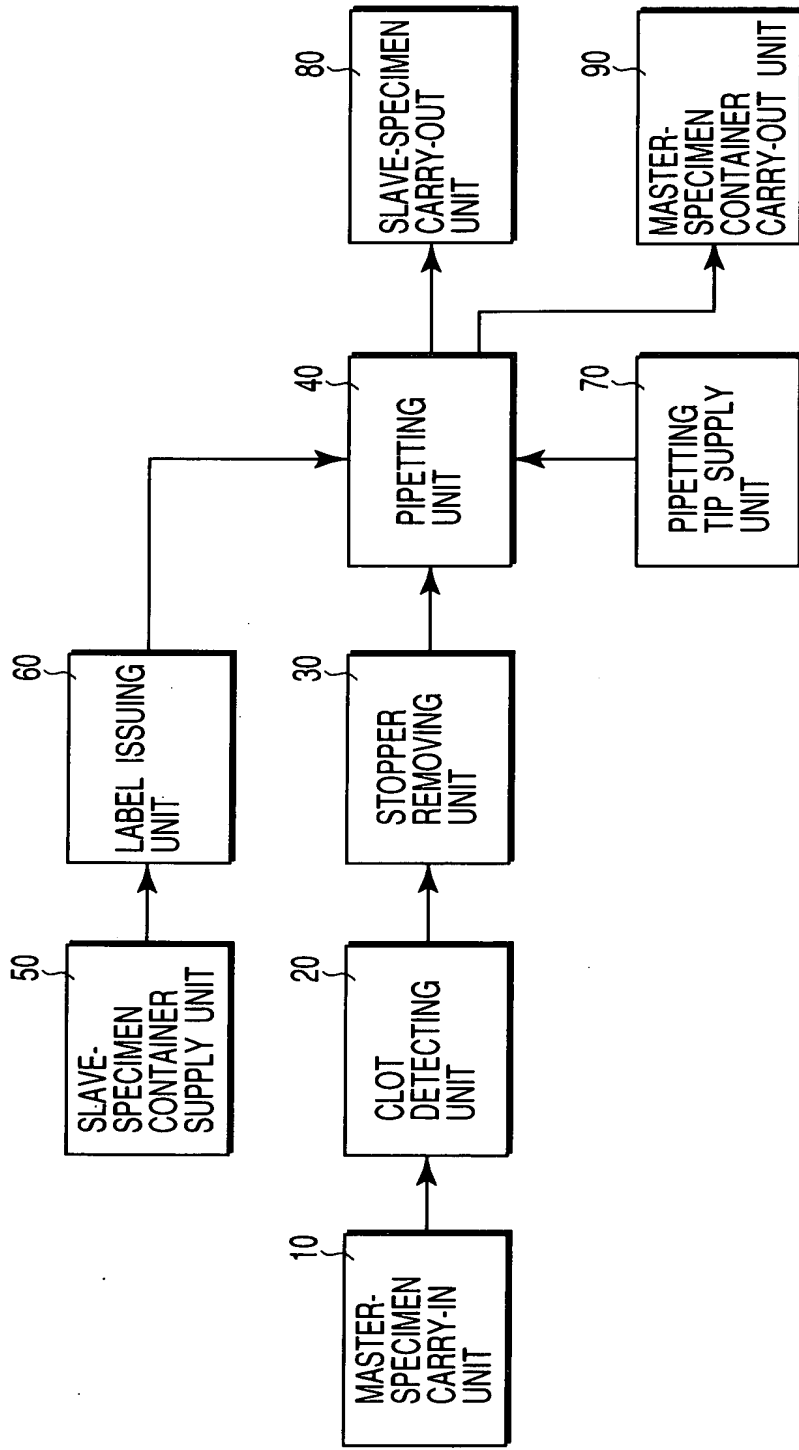 50
SLAVE-
SPECIMEN
CONTAINER
SUPPLY UNIT
60
LABEL ISSUING
UNIT
10
MASTER-
SPECIMEN
CARRY-IN
UNIT
20
CLOT
DETECTING
UNIT
30
STOPPER
REMOVING
UNIT
40
PIPETTING
UNIT
80
SLAVE-SPECIMEN
CARRY-OUT
UNIT
70
PIPETTING
TIP SUPPLY
UNIT
90
MASTER-
SPECIMEN
CONTAINER
CARRY-OUT UNIT